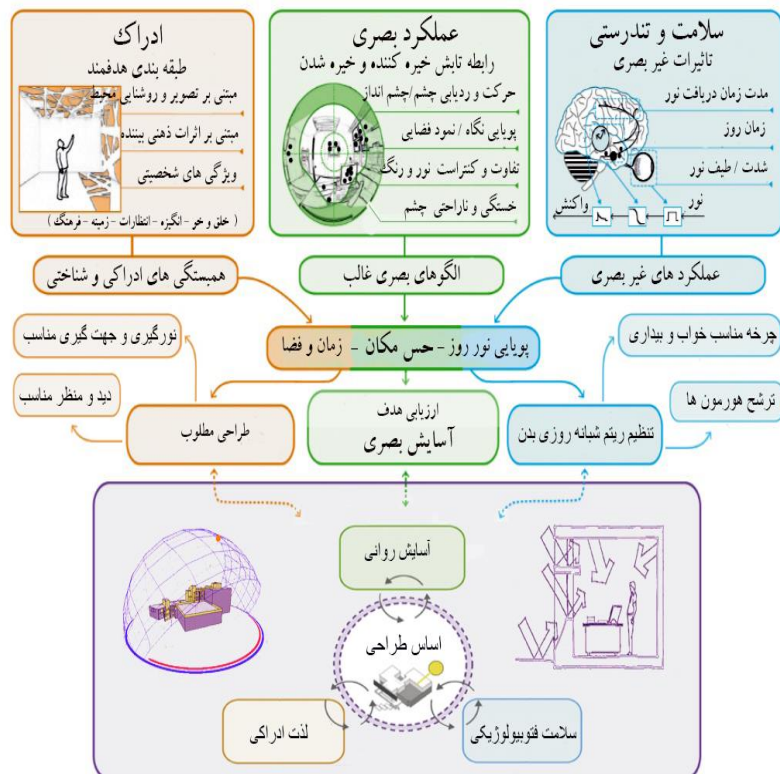 سلامت و تندرستی
تاثیرات غیر بصری
مدت زمان دریافت نور
زمان روز
شدت / طیف نور
نور
واکنش
عملکرد بصری
رابطه تابش خیره کننده و خیره شدن
حرکت و ردیابی چشم/چشم انداز
پویایی نگاه / نمود فضایی
تفاوت و کنتراست نور و رنگ
خستگی و ناراحتی چشم
ادراک
طبقه بندی هدفمند
مبتنی بر تصویر و روشنایی محیط
مبتنی بر اثرات ذهنی بیننده
ویژگی های شخصیتی
( خلق و خر - انگیزه - انتظارات - زمینه - فرهنگ )
عملکرد های غیر بصری
الگوهای بصری غالب
همبستگی های ادراکی و شناختی
پویایی نور روز - حس مکان - زمان و فضا
چرخه مناسب خواب و بیداری
ترشح هورمون ها
تنظیم ریتم شبانه روزی بدن
ارزیابی هدف
آسایش بصری
طراحی مطلوب
نورگیری و جهت گیری مناسب
دید و منظر مناسب
آسایش روانی
اساس طراحی
سلامت فتوبیولوژیکی
لذت ادراکی